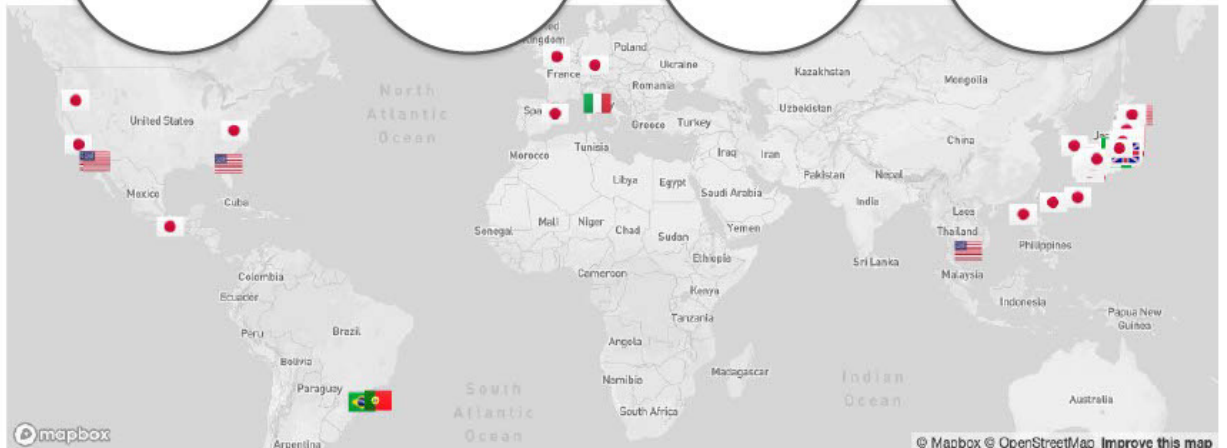 United
Kingdom
Poland
France
Ukraine
Romania
Kazakhstan
Mongolia
North
Atlantic
Ocean
United States
Uzbekistan
Greece
Turkey
China
Tunisia
Morocco
Iraq
Iran
Pakistan
Nepal
Mexico
Cuba
Libya
Egypt
Saudi Arabia
India
Laos
Mali
Niger
Chad
Sudan
Yemen
Thailand
Senegal
Philippines
Ethiopia
Sri Lanka
Colombia
Cameroon
Malaysia
Ecuador
Kenya
Indonesia
Tanzania
Papua New
Guinea
Peru
Brazil
Angola
Bolivia
Madagascar
Paraguay
Namibia
South
Atlantic
Ocean
Indian
Ocean
South Africa
Australia
Argentina
mapbox
© Mapbox © OpenStreetMap Improve this map